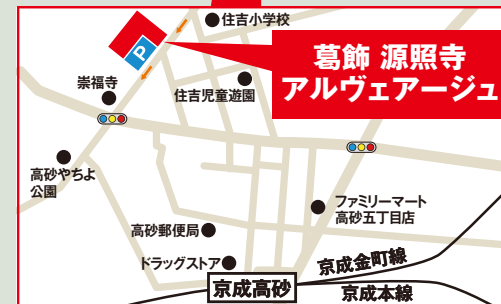 住吉小学校
P
葛飾 源照寺
アルヴェアージュ
崇福寺
住吉児童遊園
高砂やちよ
公園
ファミリーマート
高砂五丁目店
高砂郵便局
ドラッグストア
京成金町線
京成高砂
京成本線